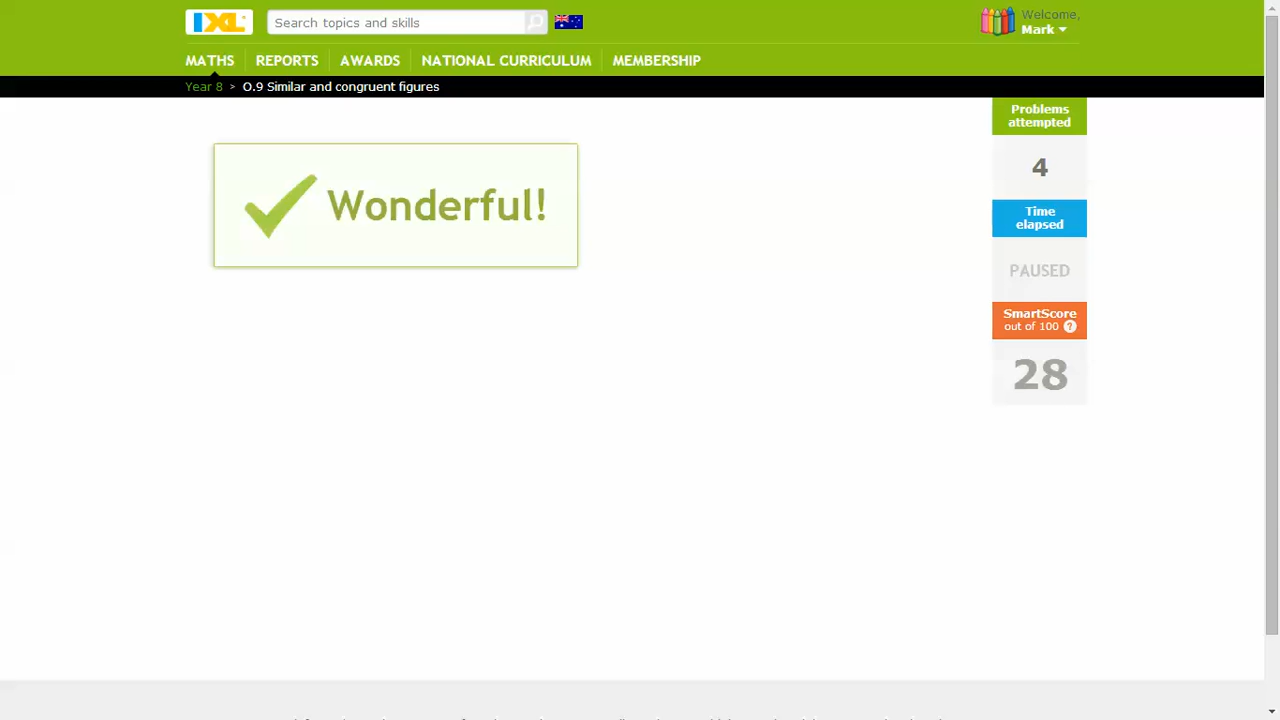 IXL
Search topics and skills
Welcome,
Mark
MATHS
REPORTS
AWARDS
NATIONAL CURRICULUM
MEMBERSHIP
Year 8 > O.9 Similar and congruent figures
Problems
attempted
4
Wonderful!
Time
elapsed
PAUSED
SmartScore
out of 100 ?
28